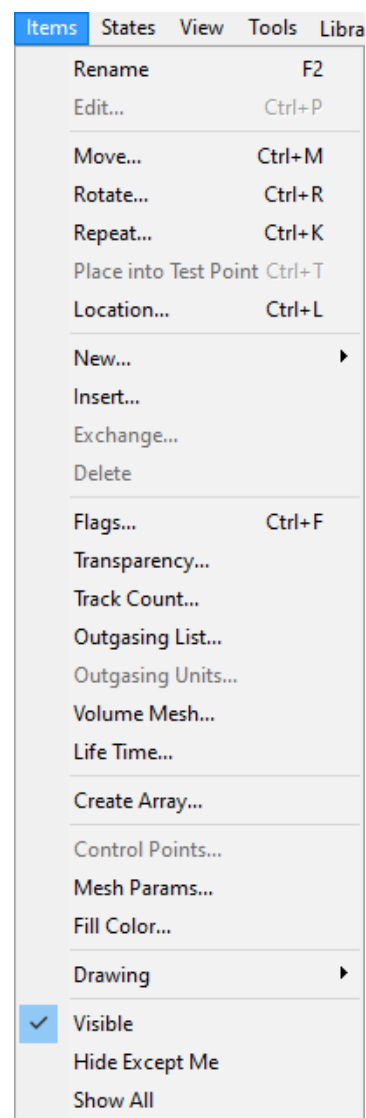 Items States View Tools Libra
Rename F2
Edit... Ctrl+P
Move... Ctrl+M
Rotate... Ctrl+R
Repeat... Ctrl+K
Place into Test Point Ctrl+T
Location... Ctrl+L
New...
Insert...
Exchange...
Delete
Flags... Ctrl+F
Transparency...
Track Count...
Outgasing List...
Outgasing Units...
Volume Mesh...
Life Time...
Create Array...
Control Points...
Mesh Params...
Fill Color...
Drawing
Visible
Hide Except Me
Show All